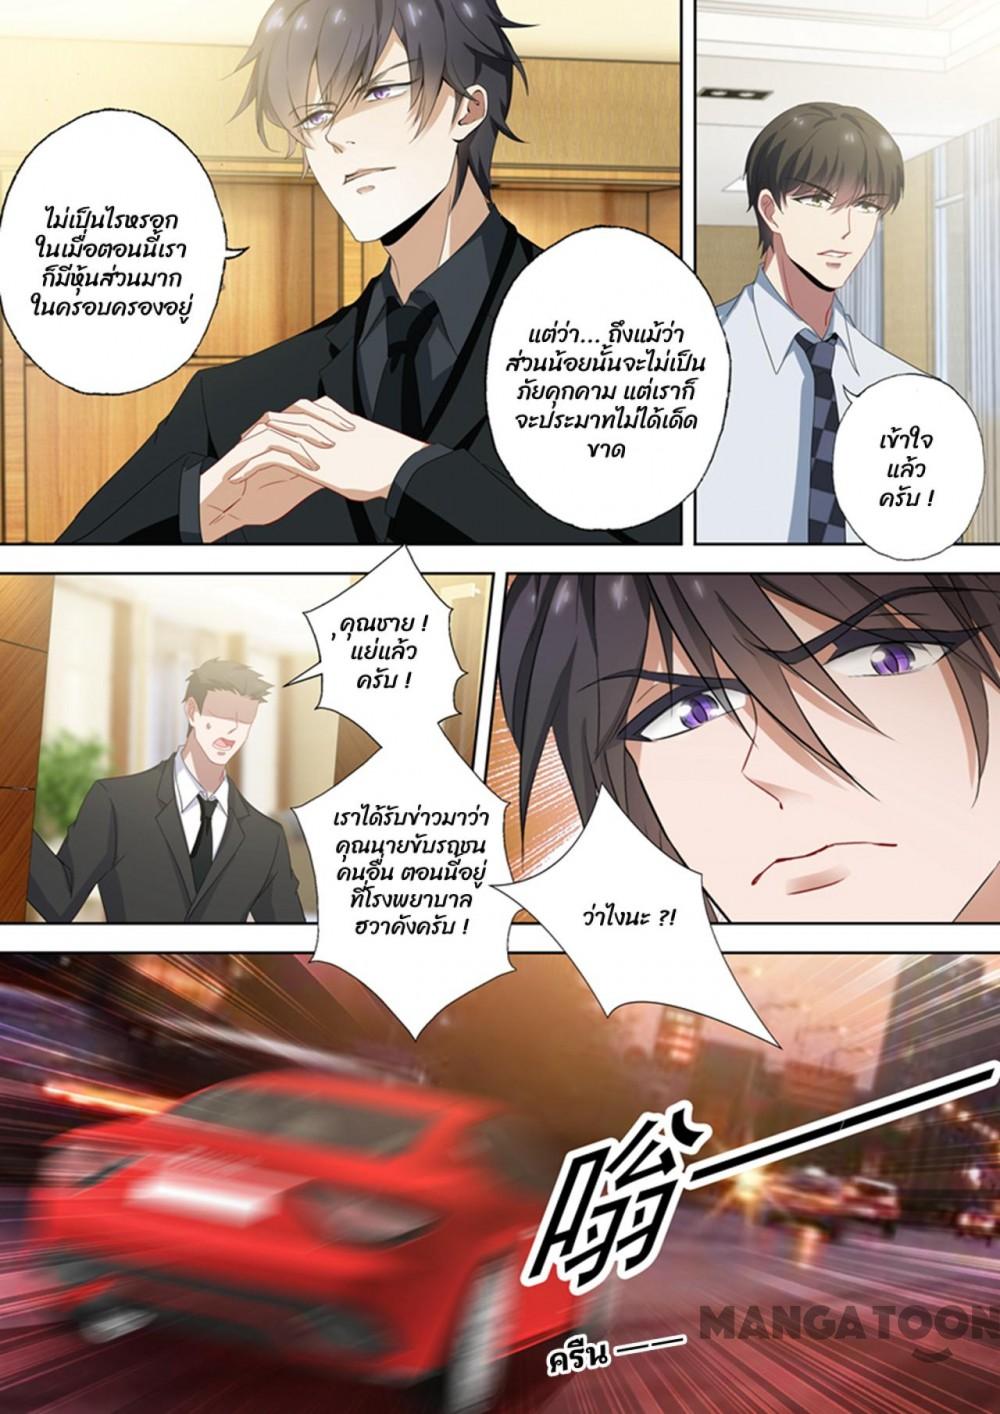 ไม่เป็นไรหรอก
ในเมื่อตอนนี้เรา
ก็มีหุ้นส่วนมาก
ในครอบครองอยู่
แต่ว่า... ถึงแม้ว่า
ส่วนน้อยนั้นจะไม่เป็น
ภัยคุกคาม แต่เราก็
จะประมาทไม่ได้เด็ด
ขาด
เข้าใจ
แล้ว
ครับ !
คุณชาย !
แย่แล้ว
ครับ !
เราได้รับข่าวมาว่า
คุณนายขับรถชน
คนอื่น ตอนนี้อยู่
ที่โรงพยาบาล
ฮวาคังครับ !
ว่าไงนะ ?!
嗡——
ครืน ——
MANGATOON